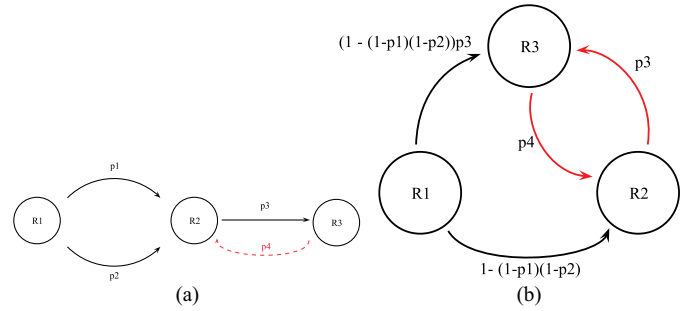 p1
R1
R2
p3
R3
p4
p2
(a)
R3
(1 - (1-p1)(1-p2))p3
p3
p4
R1
R2
1- (1-p1)(1-p2)
(b)